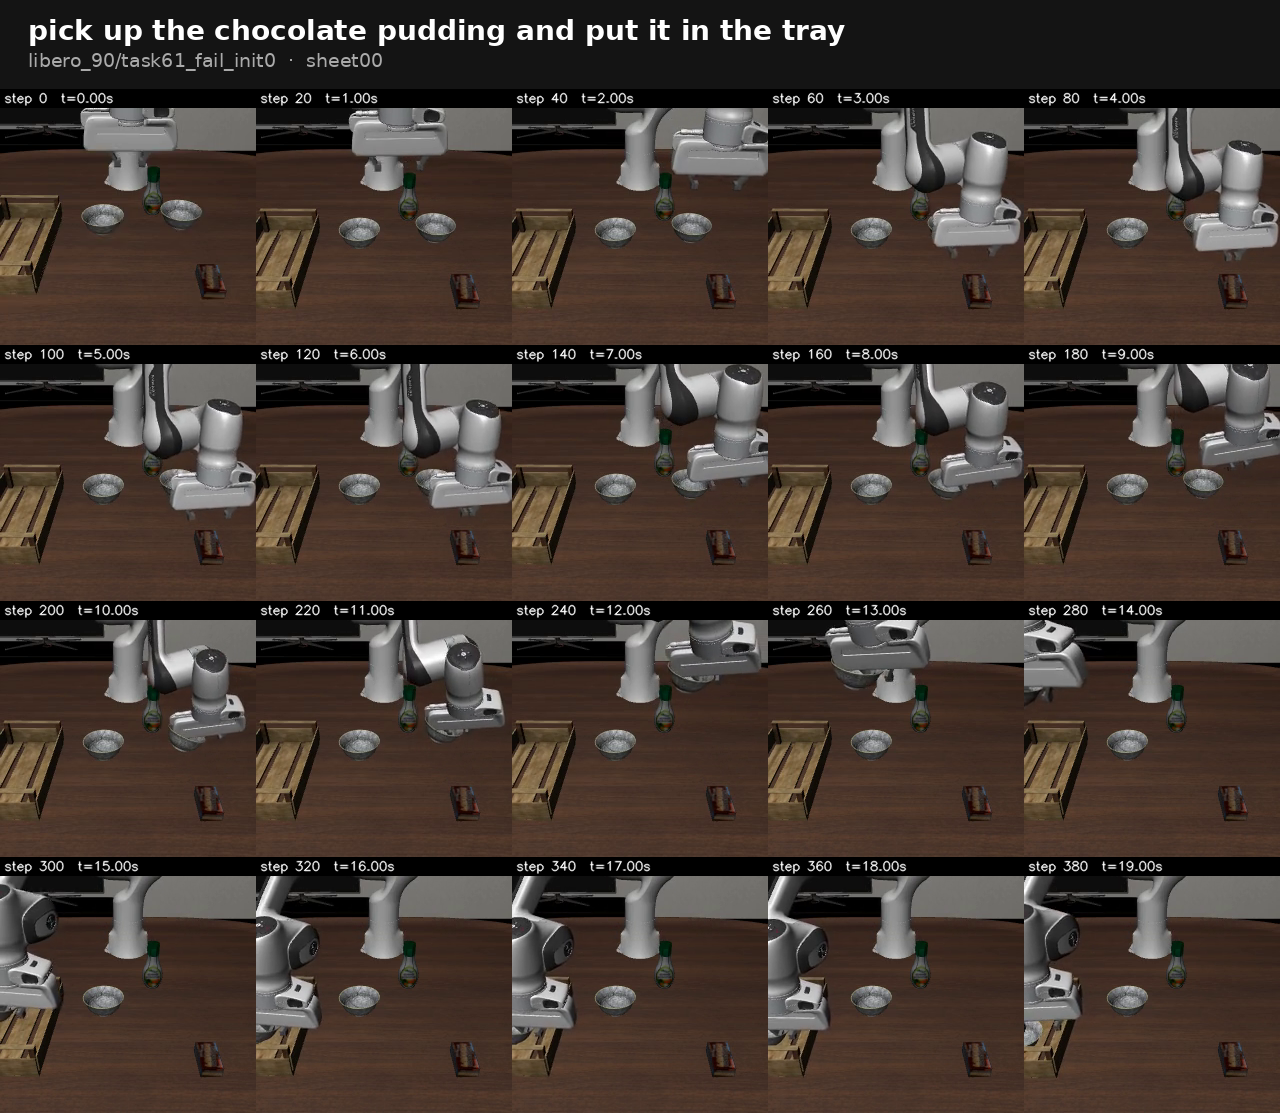 pick up the chocolate pudding and put it in the tray
libero_90/task61_fail_init0 · sheet00
step 0 t=0.00s
step 20 t=1.00s
step 40 t=2.00s
step 60 t=3.00s
step 80 t=4.00s
step 100 t=5.00s
step 120 t=6.00s
step 140 t=7.00s
step 160 t=8.00s
step 180 t=9.00s
step 200 t=10.00s
step 220 t=11.00s
step 240 t=12.00s
step 260 t=13.00s
step 280 t=14.00s
step 300 t=15.00s
step 320 t=16.00s
step 340 t=17.00s
step 360 t=18.00s
step 380 t=19.00s